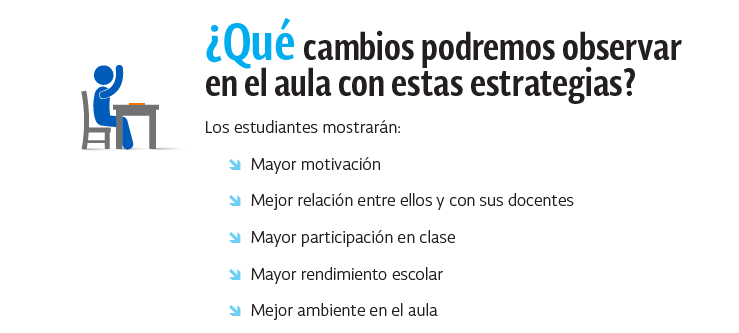 ¿Qué cambios podremos observar
en el aula con estas estrategias?
Los estudiantes mostrarán:
Mayor motivación
Mejor relación entre ellos y con sus docentes
Mayor participación en clase
Mayor rendimiento escolar
Mejor ambiente en el aula